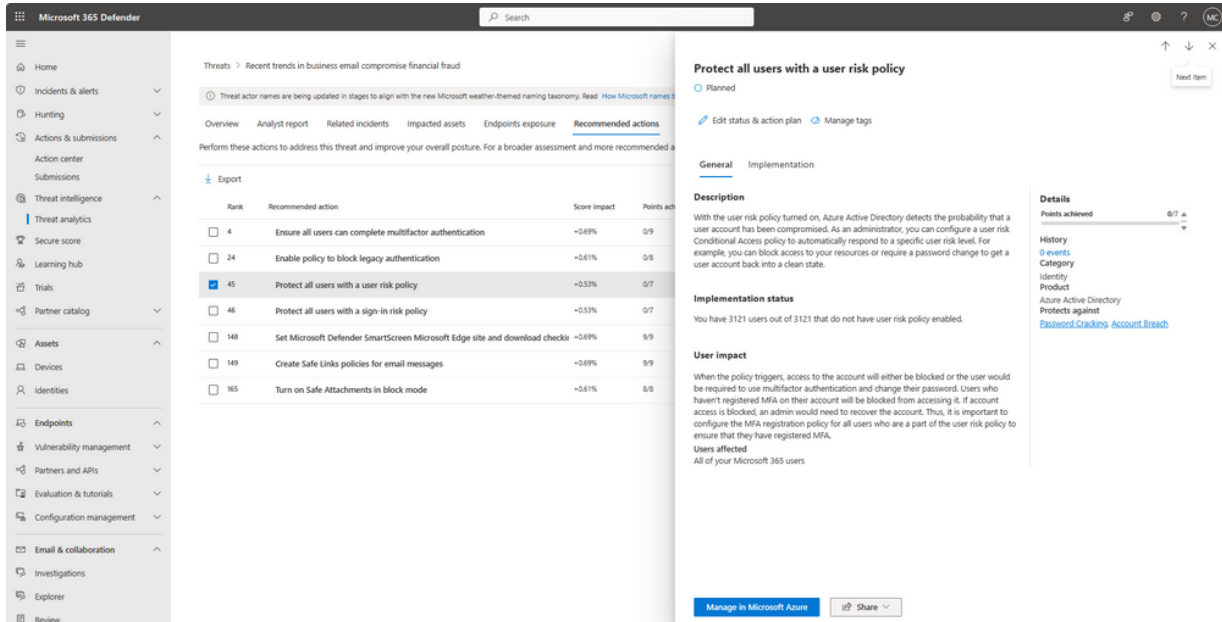 Microsoft 365 Defender
Search
MC
Home
Incidents & alerts
Hunting
Actions & submissions
Action center
Submissions
Threat intelligence
Threat analytics
Secure score
Learning hub
Trials
Partner catalog
Assets
Devices
Identities
Endpoints
Vulnerability management
Partners and APIs
Evaluation & tutorials
Configuration management
Email & collaboration
Investigations
Explorer
Review
Threats > Recent trends in business email compromise financial fraud
Threat actor names are being updated in stages to align with the new Microsoft weather-themed naming taxonomy. Read How Microsoft names t
Overview Analyst report Related incidents Impacted assets Endpoints exposure Recommended actions
Perform these actions to address this threat and improve your overall posture. For a broader assessment and more recommended a
Export
Rank Recommended action Score impact Points ach
4 Ensure all users can complete multifactor authentication +0.69% 0/9
24 Enable policy to block legacy authentication +0.61% 0/8
45 Protect all users with a user risk policy +0.53% 0/7
46 Protect all users with a sign-in risk policy +0.53% 0/7
148 Set Microsoft Defender SmartScreen Microsoft Edge site and download checkin +0.69% 9/9
149 Create Safe Links policies for email messages +0.69% 9/9
165 Turn on Safe Attachments in block mode +0.61% 8/8
Next item
Protect all users with a user risk policy
Planned
Edit status & action plan Manage tags
General Implementation
Description
With the user risk policy turned on, Azure Active Directory detects the probability that a
user account has been compromised. As an administrator, you can configure a user risk
Conditional Access policy to automatically respond to a specific user risk level. For
example, you can block access to your resources or require a password change to get a
user account back into a clean state.
Implementation status
You have 3121 users out of 3121 that do not have user risk policy enabled.
User impact
When the policy triggers, access to the account will either be blocked or the user would
be required to use multifactor authentication and change their password. Users who
haven't registered MFA on their account will be blocked from accessing it. If account
access is blocked, an admin would need to recover the account. Thus, it is important to
configure the MFA registration policy for all users who are a part of the user risk policy to
ensure that they have registered MFA.
Users affected
All of your Microsoft 365 users
Details
Points achieved 0/7
History
0 events
Category
Identity
Product
Azure Active Directory
Protects against
Password Cracking, Account Breach
Manage in Microsoft Azure
Share